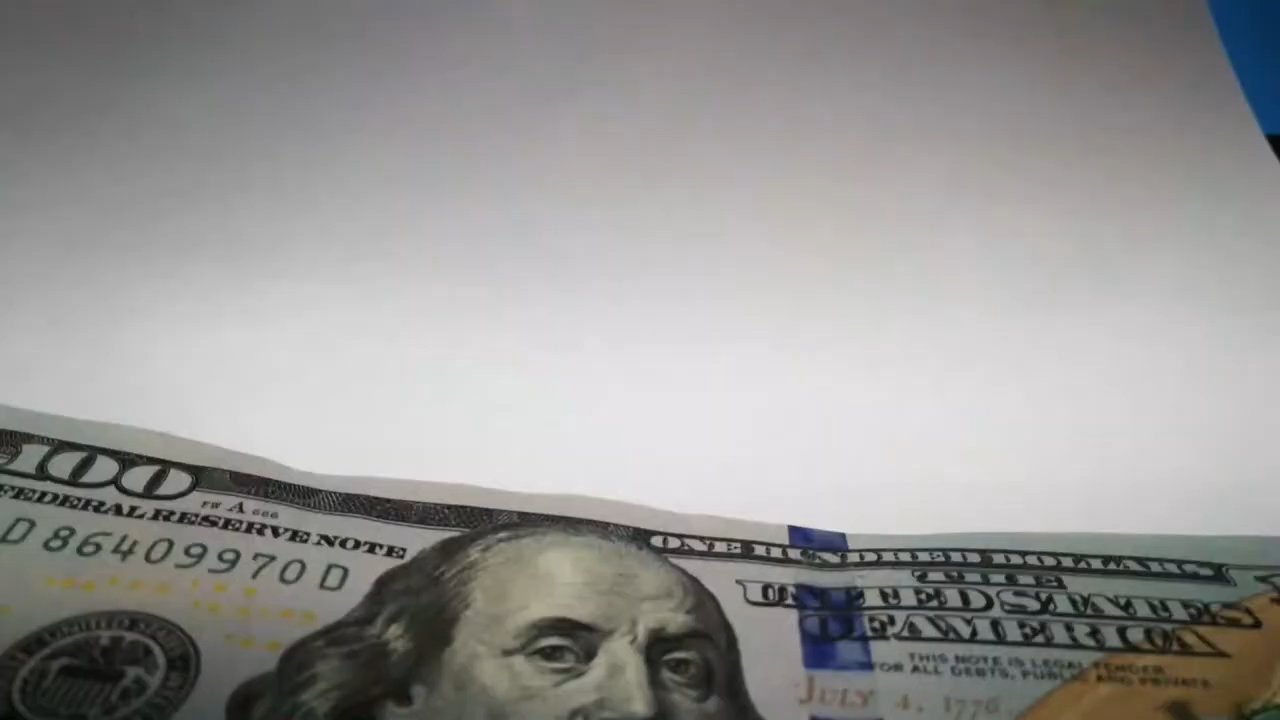 100
FW A 666
FEDERAL RESERVE NOTE
D 86409970 D
ONE HUNDRED DOLLARS
THE
UNITED STATES
OF AMERICA
THIS NOTE IS LEGAL TENDER
FOR ALL DEBTS, PUBLIC AND PRIVATE
JULY 4, 1776